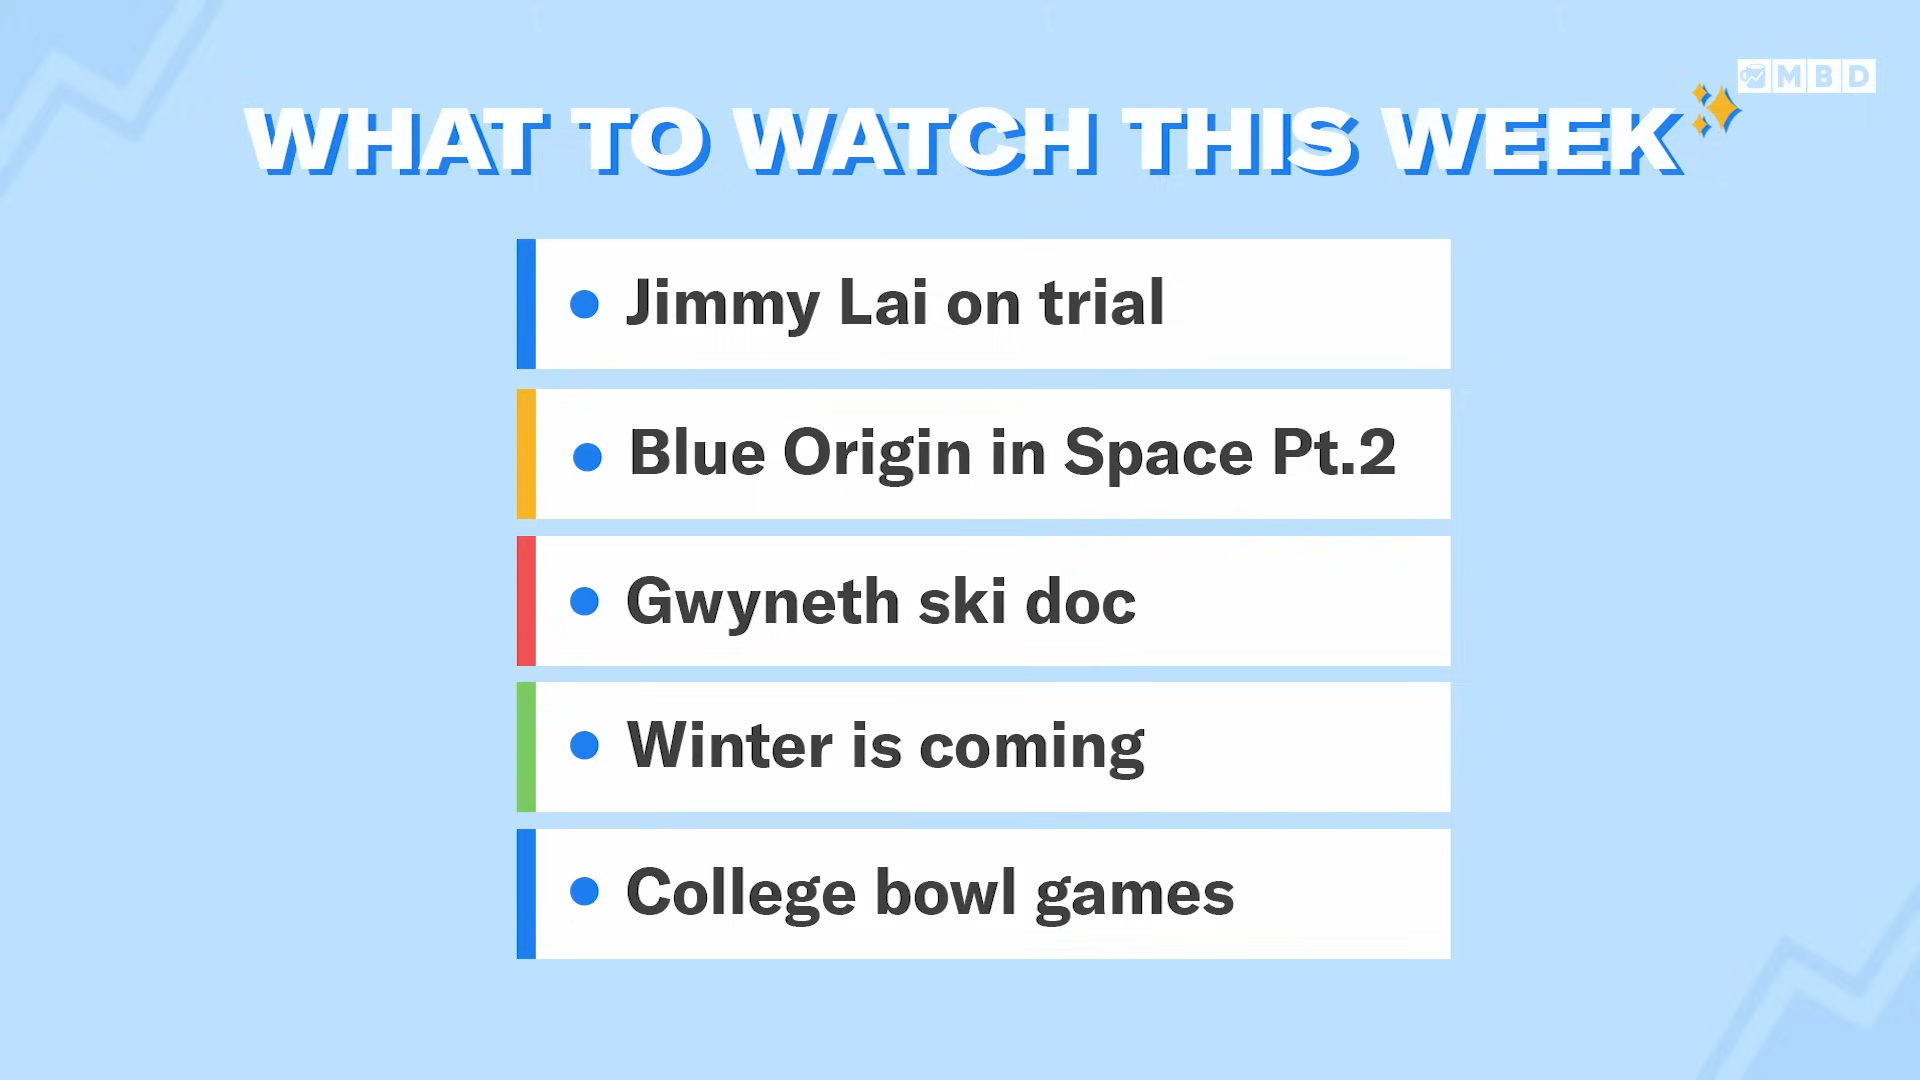 MBD
WHAT TO WATCH THIS WEEK
Jimmy Lai on trial
Blue Origin in Space Pt.2
Gwyneth ski doc
Winter is coming
College bowl games